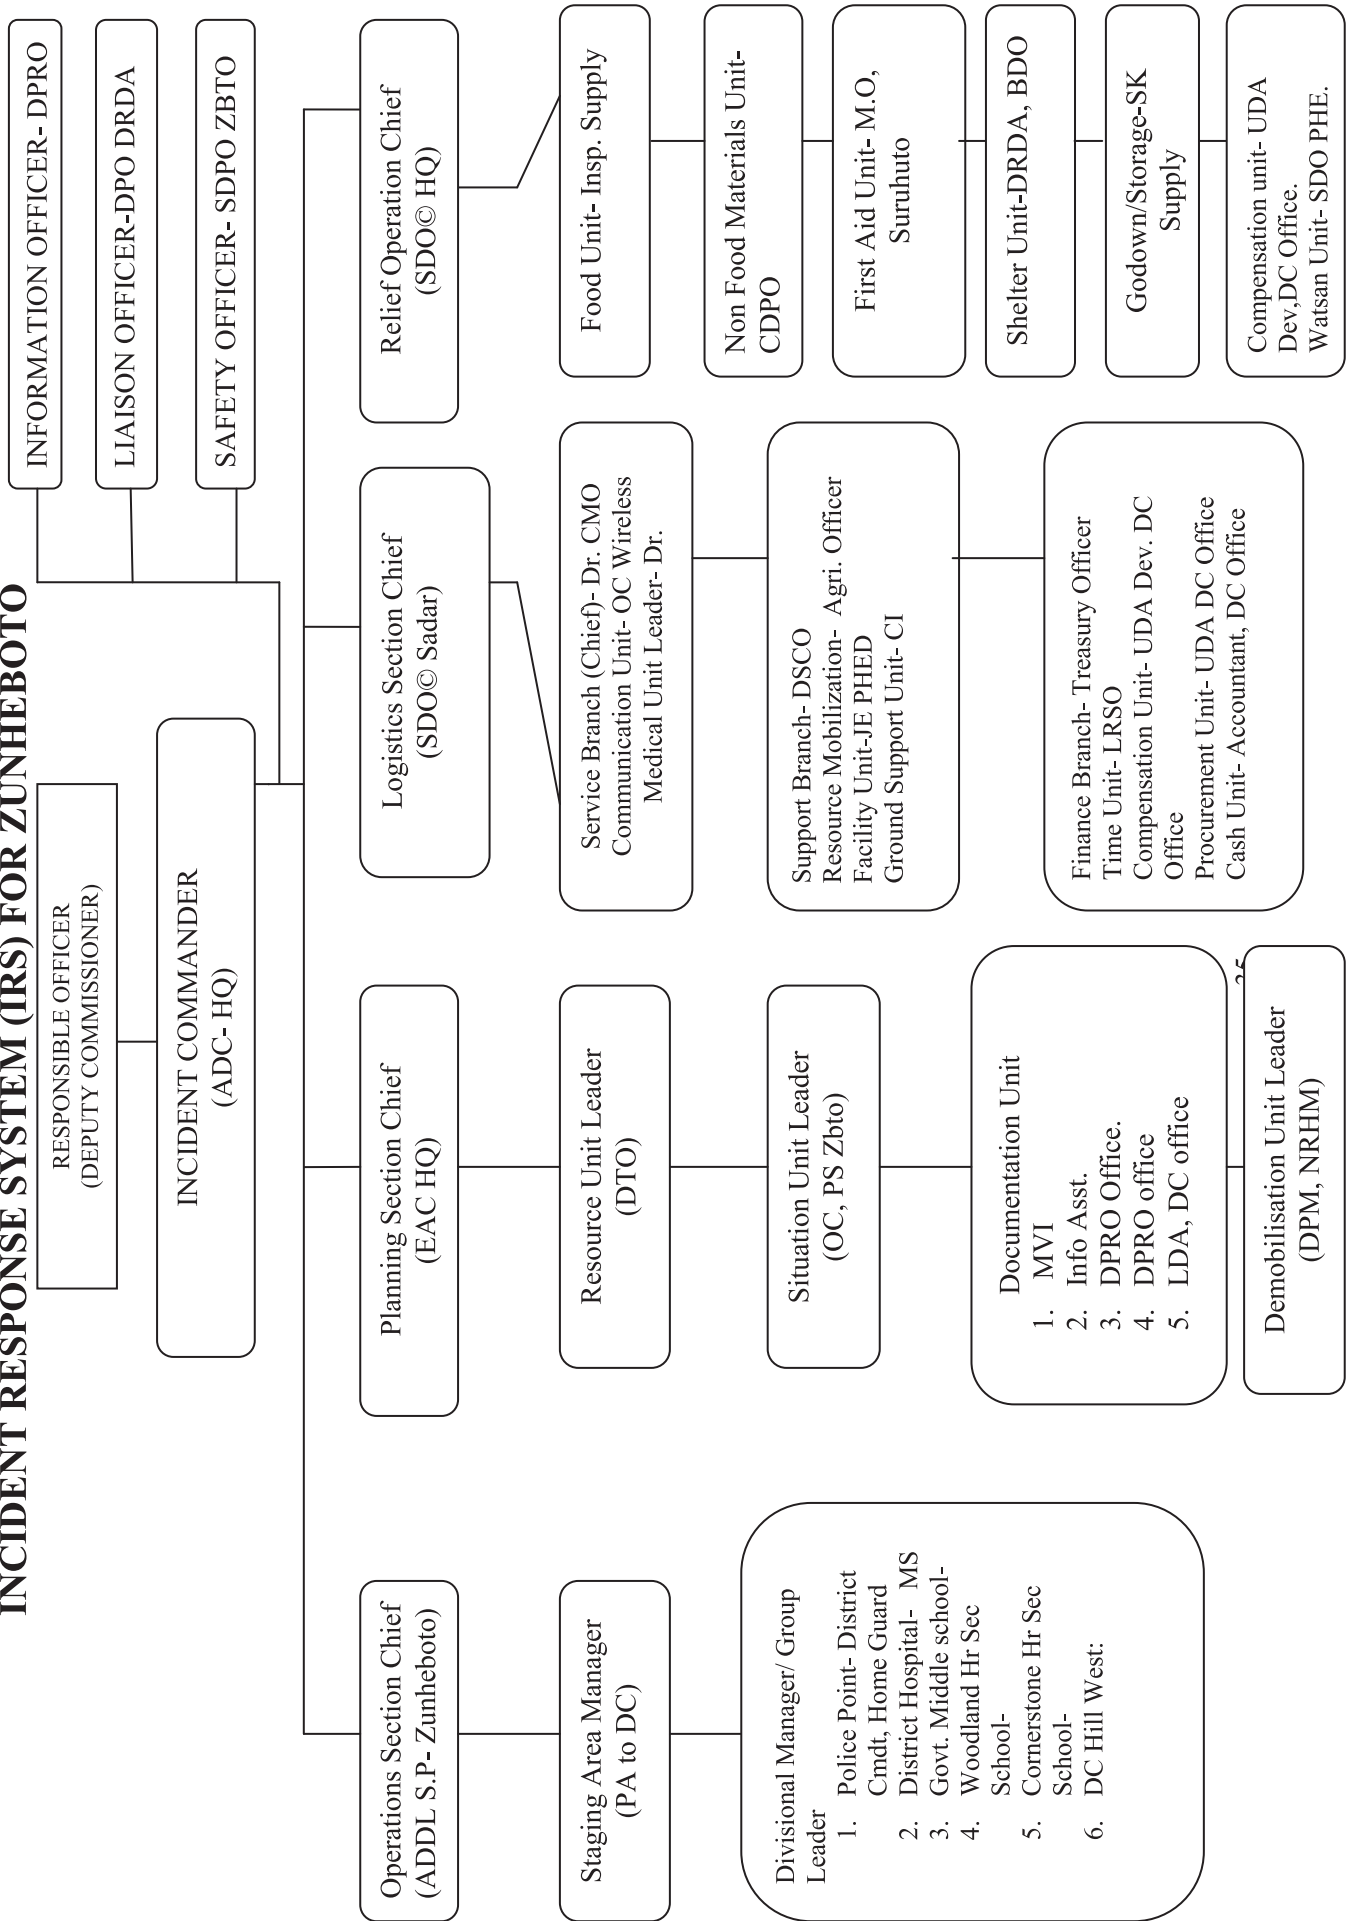 INCIDENT RESPONSE SYSTEM (IRS) FOR ZUNHEBOTO
RESPONSIBLE OFFICER
(DEPUTY COMMISSIONER)
INFORMATION OFFICER- DPRO
LIAISON OFFICER-DPO DRDA
SAFETY OFFICER- SDPO ZBTO
INCIDENT COMMANDER
(ADC- HQ)
Operations Section Chief
(ADDL S.P- Zunheboto)
Staging Area Manager
(PA to DC)
Divisional Manager/ Group
Leader
1. Police Point- District
Cmdt, Home Guard
2. District Hospital- MS
3. Govt. Middle school-
4. Woodland Hr Sec
School-
5. Cornerstone Hr Sec
School-
6. DC Hill West:
Planning Section Chief
(EAC HQ)
Resource Unit Leader
(DTO)
Situation Unit Leader
(OC, PS Zbto)
Documentation Unit
1. MVI
2. Info Asst.
3. DPRO Office.
4. DPRO office
5. LDA, DC office
Demobilisation Unit Leader
(DPM, NRHM)
Logistics Section Chief
(SDO© Sadar)
Service Branch (Chief)- Dr. CMO
Communication Unit- OC Wireless
Medical Unit Leader- Dr.
Support Branch- DSCO
Resource Mobilization- Agri. Officer
Facility Unit-JE PHED
Ground Support Unit- CI
Finance Branch- Treasury Officer
Time Unit- LRSO
Compensation Unit- UDA Dev. DC
Office
Procurement Unit- UDA DC Office
Cash Unit- Accountant, DC Office
Relief Operation Chief
(SDO© HQ)
Food Unit- Insp. Supply
Non Food Materials Unit-
CDPO
First Aid Unit- M.O,
Suruhuto
Shelter Unit-DRDA, BDO
Godown/Storage-SK
Supply
Compensation unit- UDA
Dev,DC Office.
Watsan Unit- SDO PHE.